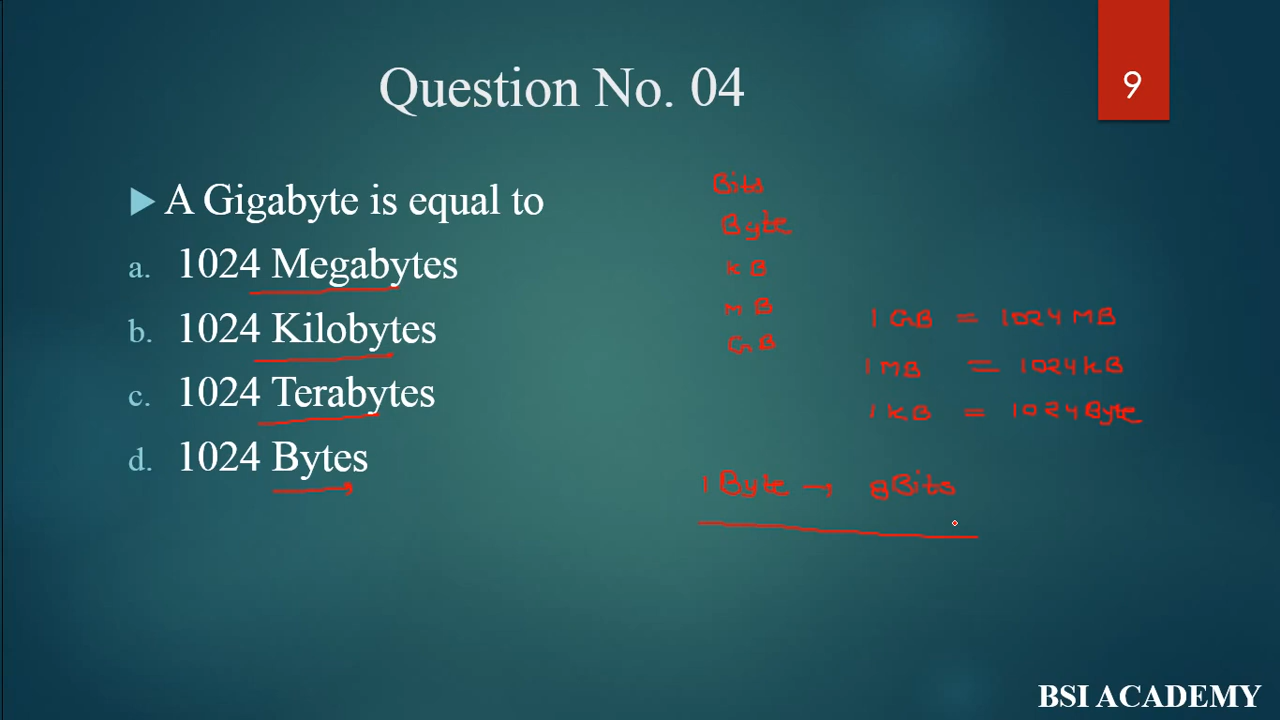 Question No. 04
9
A Gigabyte is equal to
a. 1024 Megabytes
b. 1024 Kilobytes
c. 1024 Terabytes
d. 1024 Bytes
Bits
Byte
KB
MB
GB
1 GB = 1024 MB
1 MB = 1024 KB
1 KB = 1024 Byte
1 Byte → 8 Bits
BSI ACADEMY